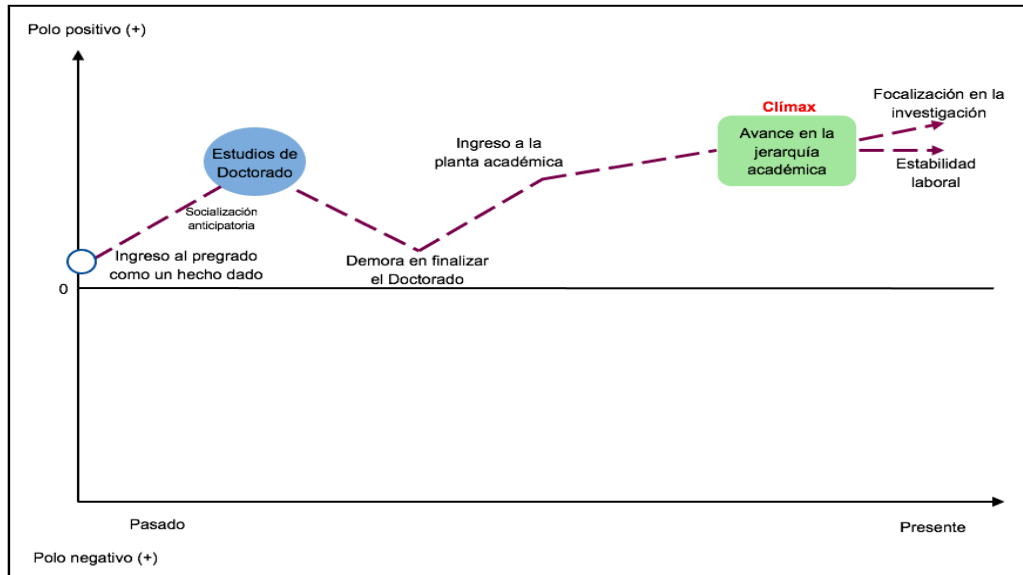 Polo positivo (+)
Focalización en la
investigación
Clímax
Avance en la
jerarquía
académica
Ingreso a la
planta académica
Estudios de
Doctorado
Estabilidad
laboral
Socialización
anticipatoria
Ingreso al pregrado
como un hecho dado
Demora en finalizar
el Doctorado
0
Pasado
Presente
Polo negativo (+)